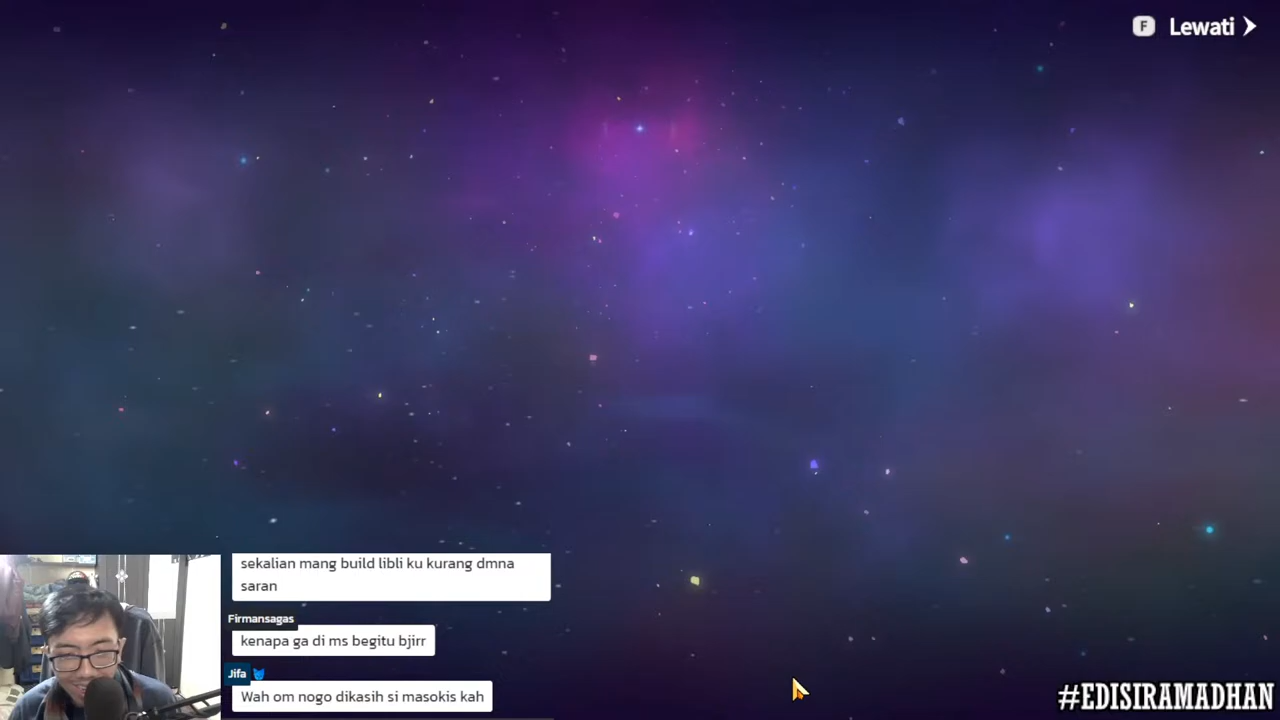 F Lewati
sekalian mang build libli ku kurang dmna
saran
Firmansagas
kenapa ga di ms begitu bjirr
Jifa
Wah om nogo dikasih si masokis kah
#EDISIRAMADHAN